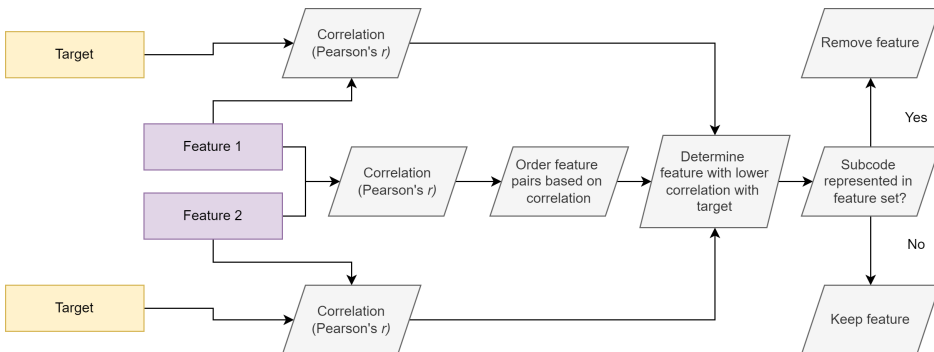 Target
Correlation
(Pearson's r)
Remove feature
Yes
Feature 1
Correlation
(Pearson's r)
Order feature
pairs based on
correlation
Determine
feature with lower
correlation with
target
Subcode
represented in
feature set?
Feature 2
No
Target
Correlation
(Pearson's r)
Keep feature